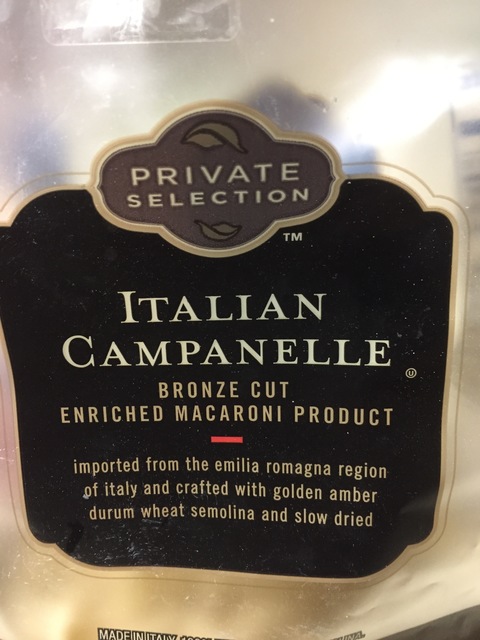 PRIVATE
SELECTION
TM
ITALIAN
CAMPANELLE
U
BRONZE CUT
ENRICHED MACARONI PRODUCT
imported from the emilia romagna region
of italy and crafted with golden amber
durum wheat semolina and slow dried
MADE IN ITALY